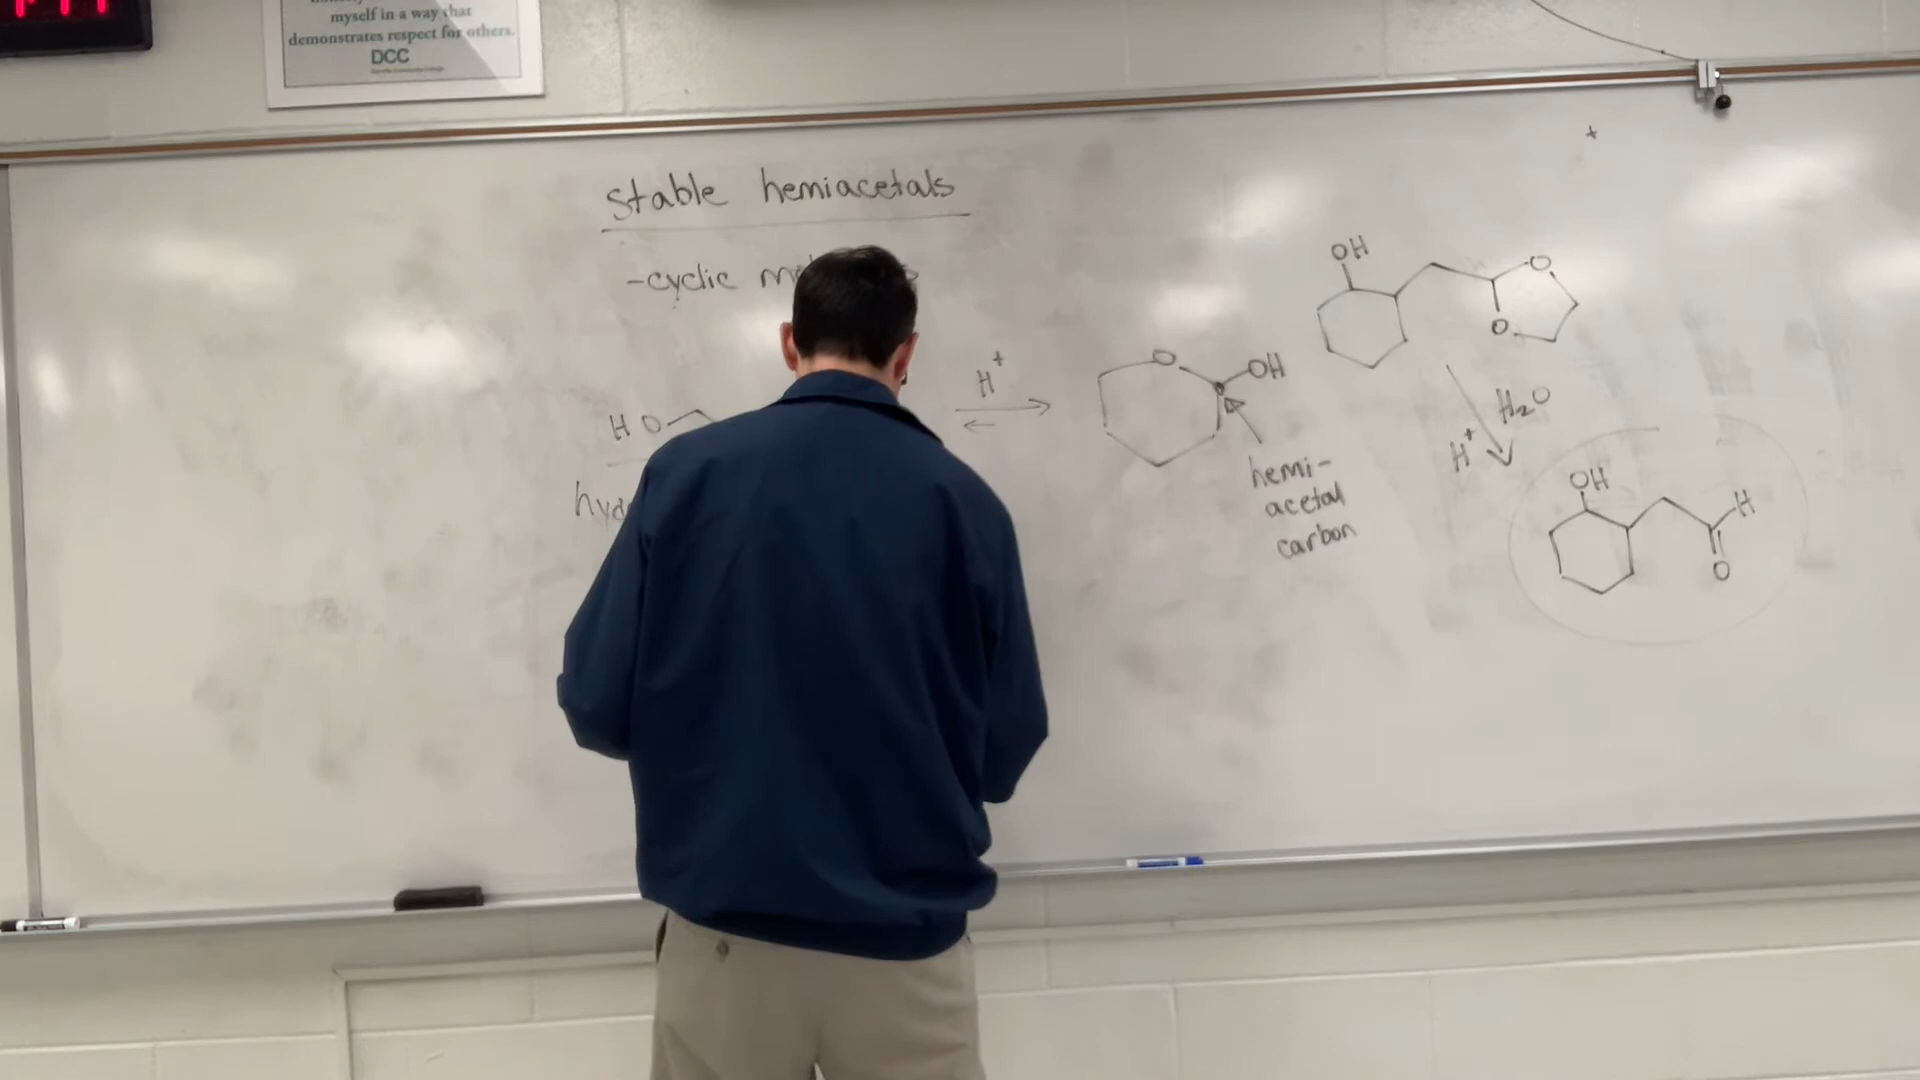 myself in a way that
demonstrates respect for others.
DCC
stable hemiacetals
-cyclic
HO
H+
O
OH
hemi-
acetal
carbon
OH
O
O
H+
H2O
OH
H
O
+